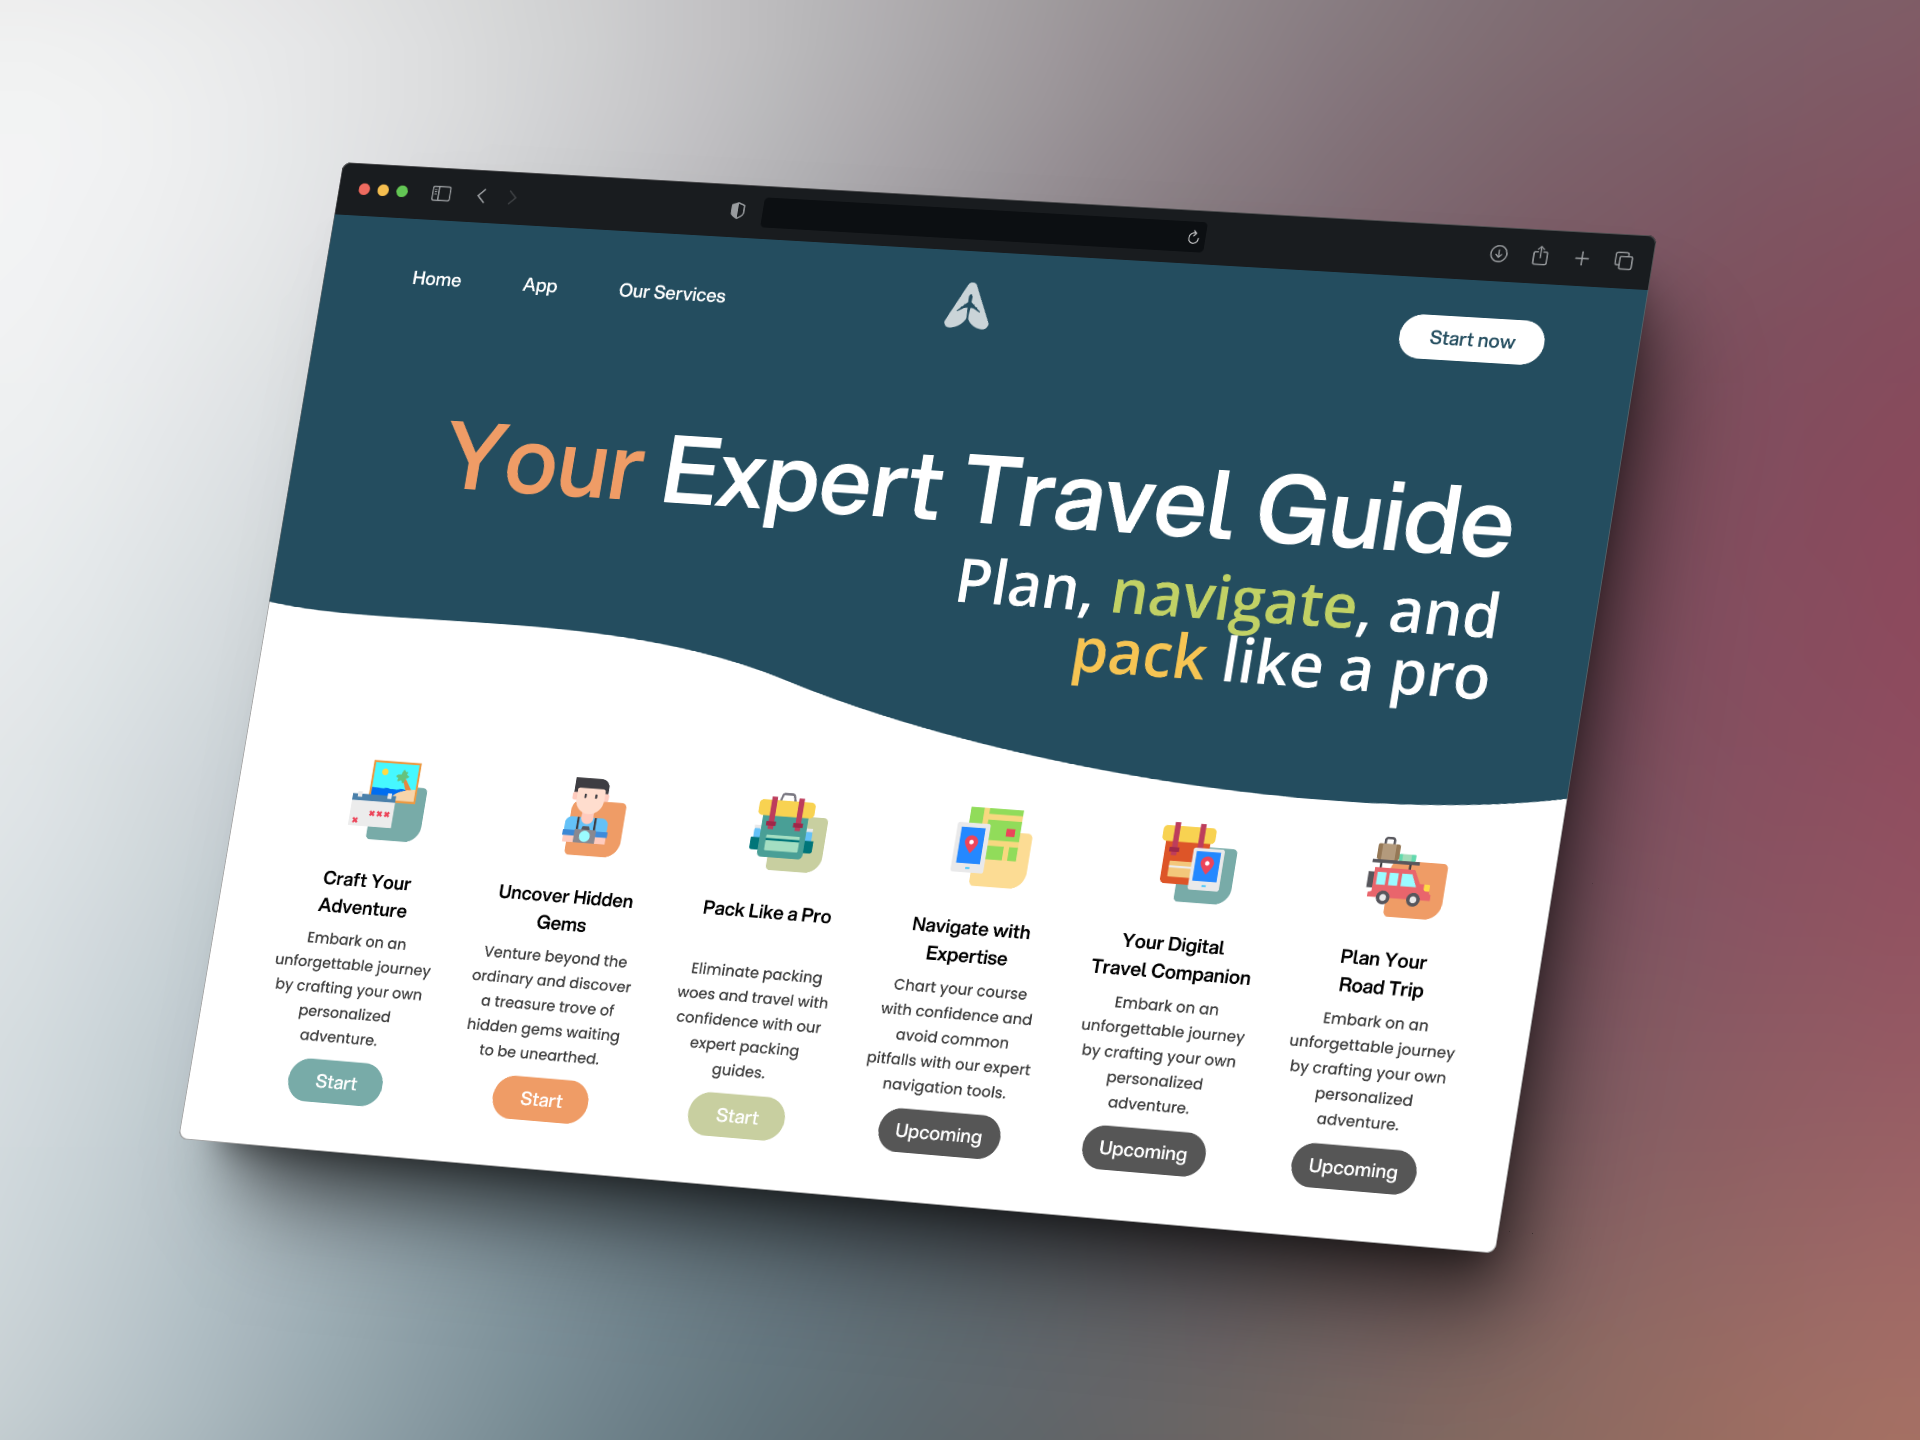 Home
App
Our Services
Start now
Your Expert Travel Guide
Plan, navigate, and
pack like a pro
Craft Your
Adventure
Embark on an
unforgettable journey
by crafting your own
personalized
adventure.
Start
Uncover Hidden
Gems
Venture beyond the
ordinary and discover
a treasure trove of
hidden gems waiting
to be unearthed.
Start
Pack Like a Pro
Eliminate packing
woes and travel with
confidence with our
expert packing
guides.
Start
Navigate with
Expertise
Chart your course
with confidence and
avoid common
pitfalls with our expert
navigation tools.
Upcoming
Your Digital
Travel Companion
Embark on an
unforgettable journey
by crafting your own
personalized
adventure.
Upcoming
Plan Your
Road Trip
Embark on an
unforgettable journey
by crafting your own
personalized
adventure.
Upcoming